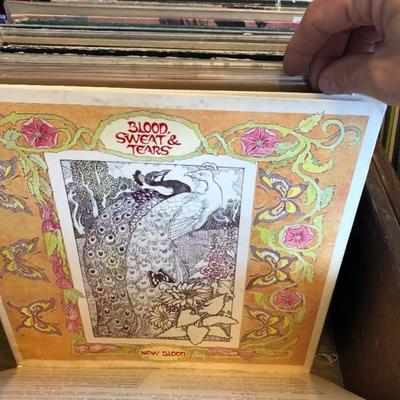 BLOOD,
SWEAT &
TEARS
NEW BLOOD